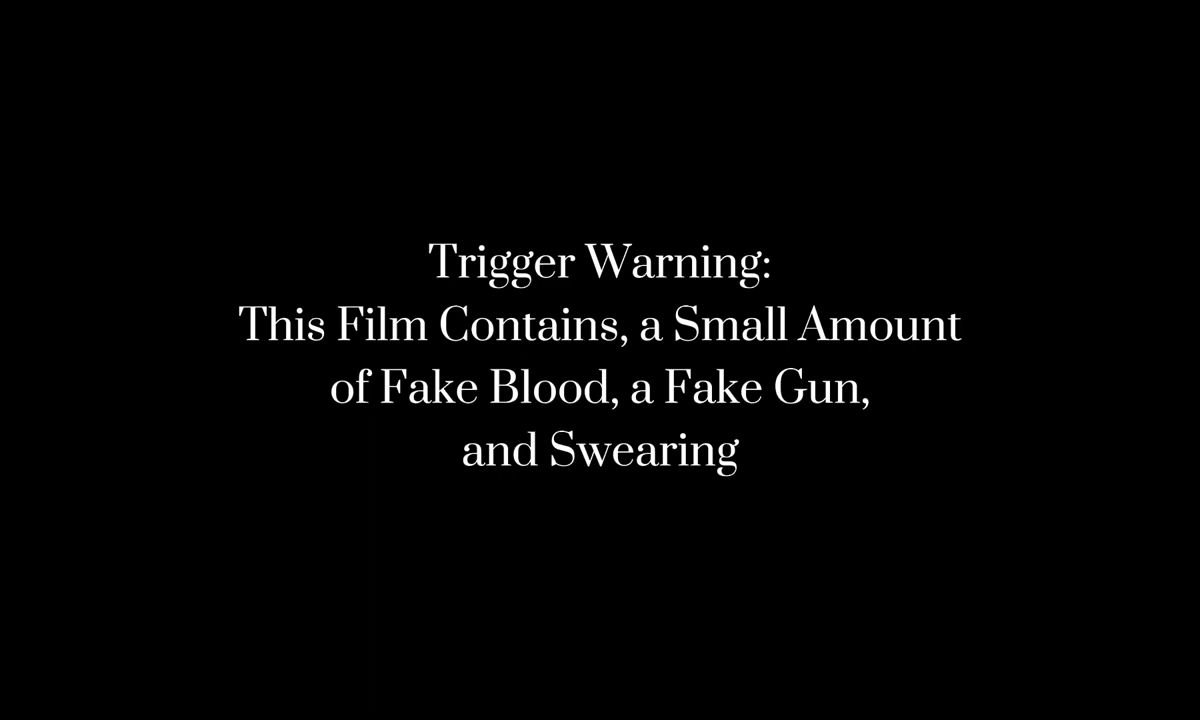 Trigger Warning:
This Film Contains, a Small Amount
of Fake Blood, a Fake Gun,
and Swearing